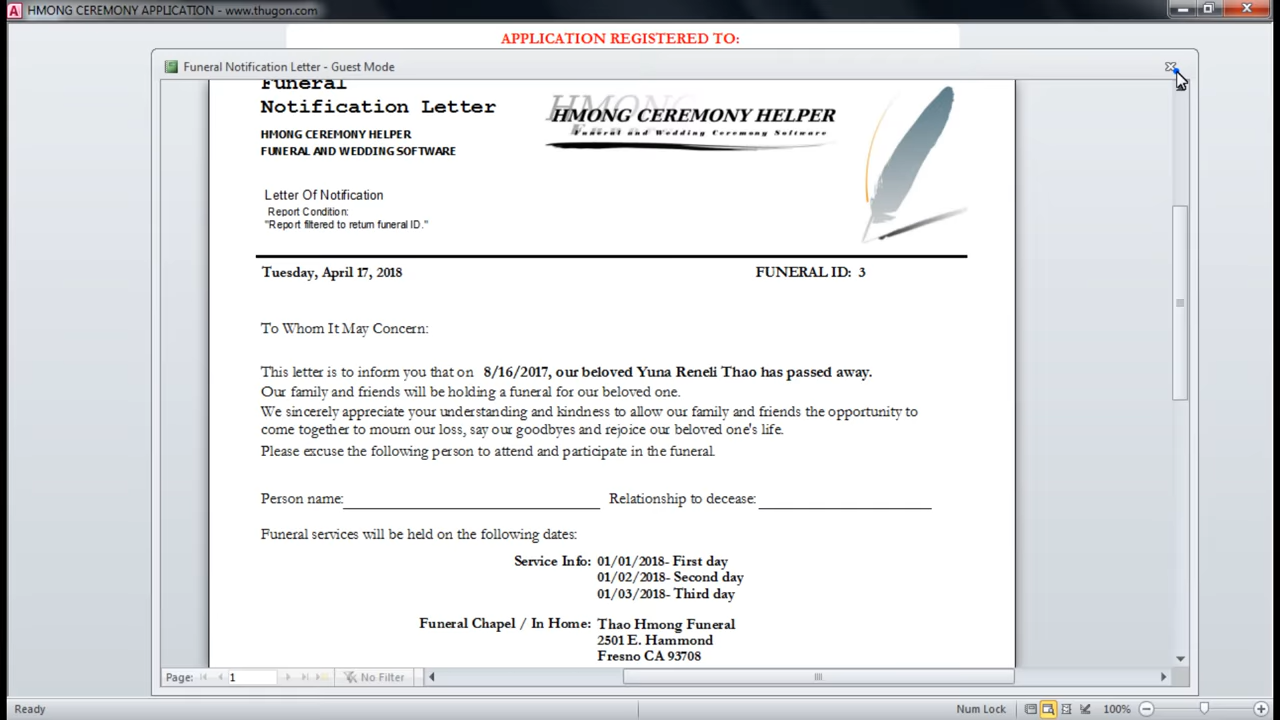 HMONG CEREMONY APPLICATION - www.thugon.com
APPLICATION REGISTERED TO:
Funeral Notification Letter - Guest Mode
Funeral
Notification Letter
HMONG CEREMONY HELPER
FUNERAL AND WEDDING SOFTWARE
HMONG
HMONG CEREMONY HELPER
Funeral and Wedding Ceremony Software
Letter Of Notification
Report Condition:
"Report filtered to return funeral ID."
Tuesday, April 17, 2018 FUNERAL ID: 3
To Whom It May Concern:
This letter is to inform you that on 8/16/2017, our beloved Yuna Reneli Thao has passed away.
Our family and friends will be holding a funeral for our beloved one.
We sincerely appreciate your understanding and kindness to allow our family and friends the opportunity to
come together to mourn our loss, say our goodbyes and rejoice our beloved one's life.
Please excuse the following person to attend and participate in the funeral.
Person name: Relationship to decease:
Funeral services will be held on the following dates:
Service Info: 01/01/2018- First day
01/02/2018- Second day
01/03/2018- Third day
Funeral Chapel / In Home: Thao Hmong Funeral
2501 E. Hammond
Fresno CA 93708
Page: 1 No Filter
Ready Num Lock 100%